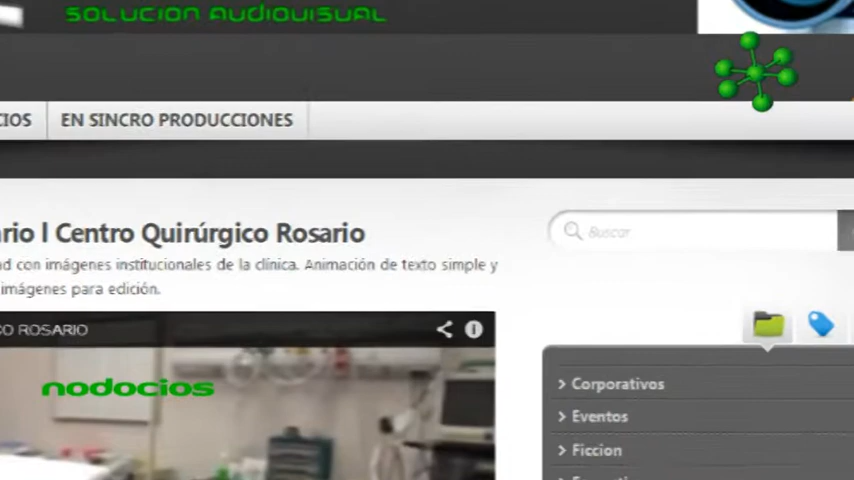 SOLUCION AUDIOVISUAL
CIOS
EN SINCRO PRODUCCIONES
ario l Centro Quirúrgico Rosario
ad con imágenes institucionales de la clínica. Animación de texto simple y
imágenes para edición.
Buscar
CO ROSARIO
nodocios
Corporativos
Eventos
Ficcion